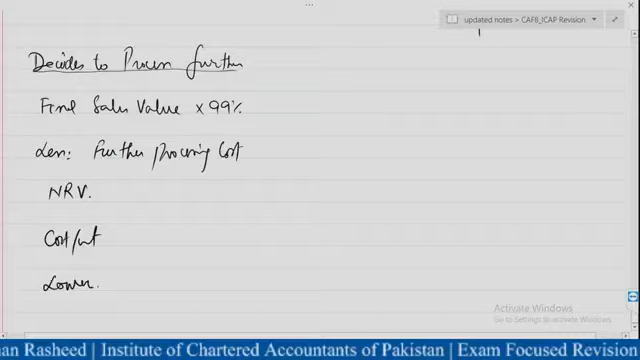 updated notes > CAF8_ICAP Revision
Decides to Process further
Final Sales Value x 99%
Less: Further processing Cost
NRV.
Cost/unit
Lower.
Activate Windows
Go to Settings to activate Windows.
nan Rasheed | Institute of Chartered Accountants of Pakistan | Exam Focused Revision